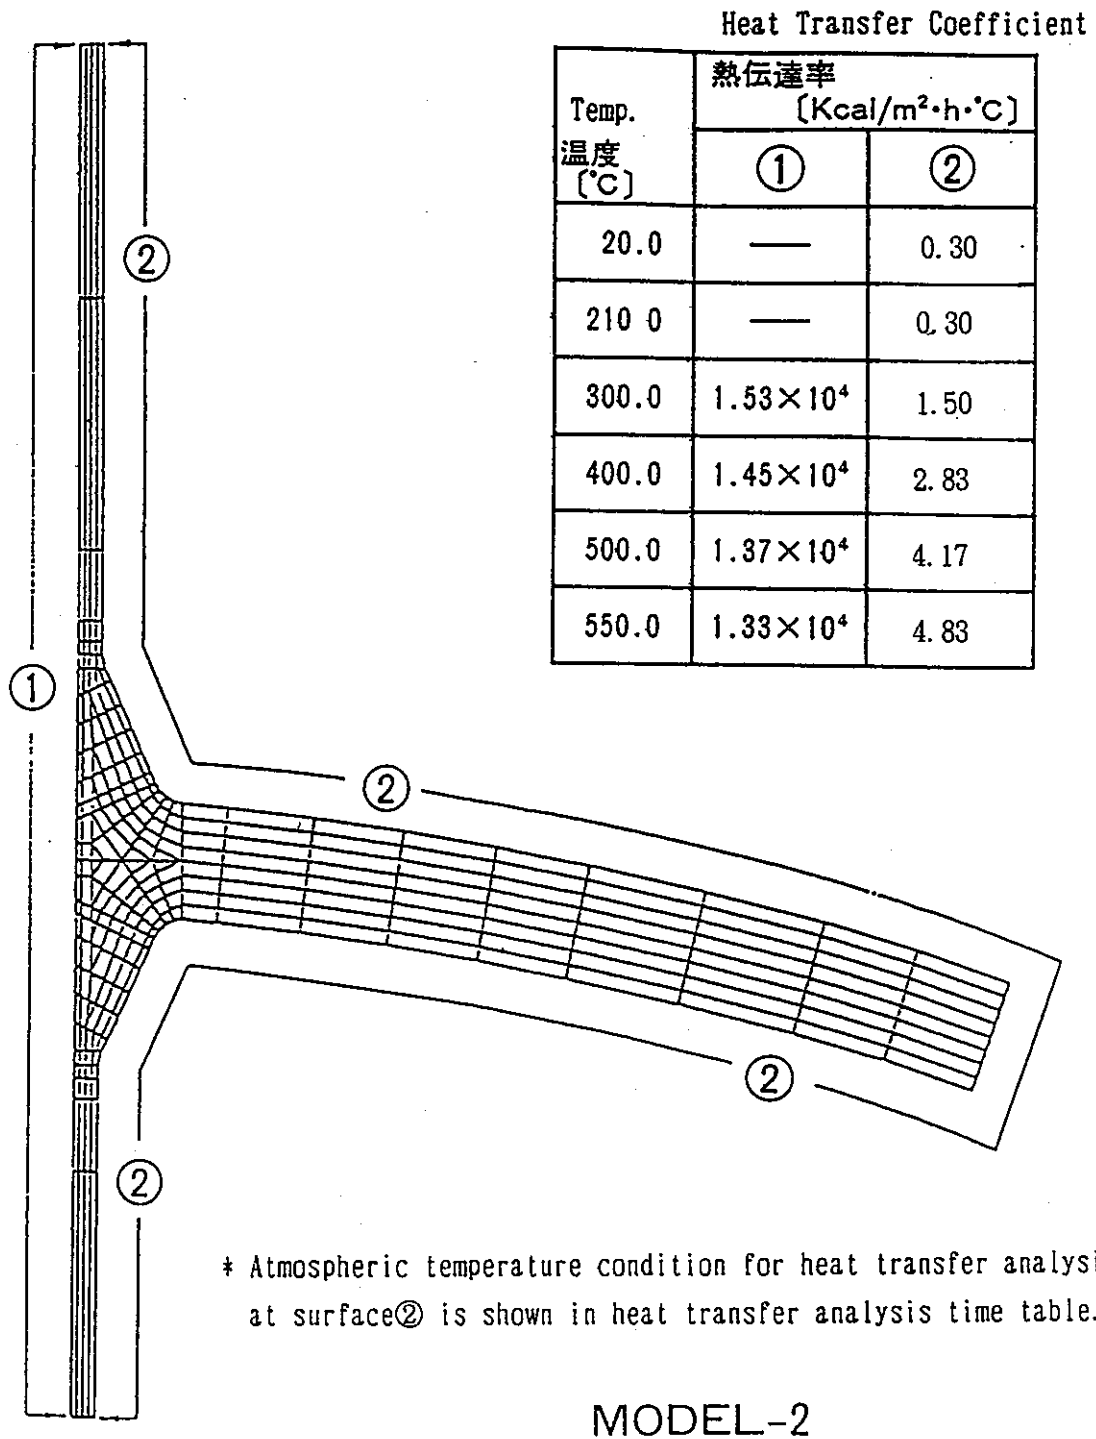 Heat Transfer Coefficient
熱伝達率
〔Kcal/m²・h・℃〕
Temp.
温度
〔℃〕
① ②
20.0 — 0.30
210 0 — 0.30
300.0 1.53×10⁴ 1.50
400.0 1.45×10⁴ 2.83
500.0 1.37×10⁴ 4.17
550.0 1.33×10⁴ 4.83
②
①
②
②
②
* Atmospheric temperature condition for heat transfer analysi
at surface② is shown in heat transfer analysis time table.
MODEL-2